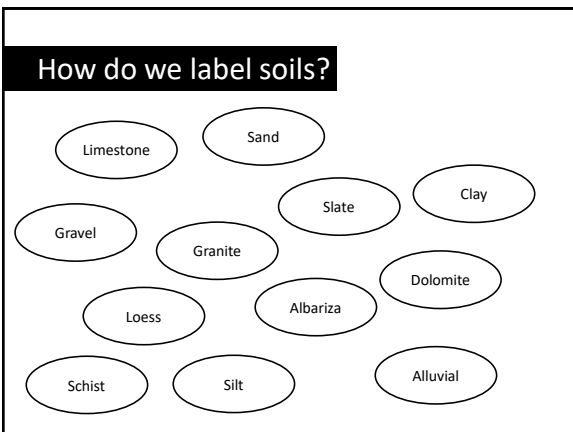 How do we label soils?
Limestone
Sand
Slate
Clay
Gravel
Granite
Dolomite
Loess
Albariza
Schist
Silt
Alluvial